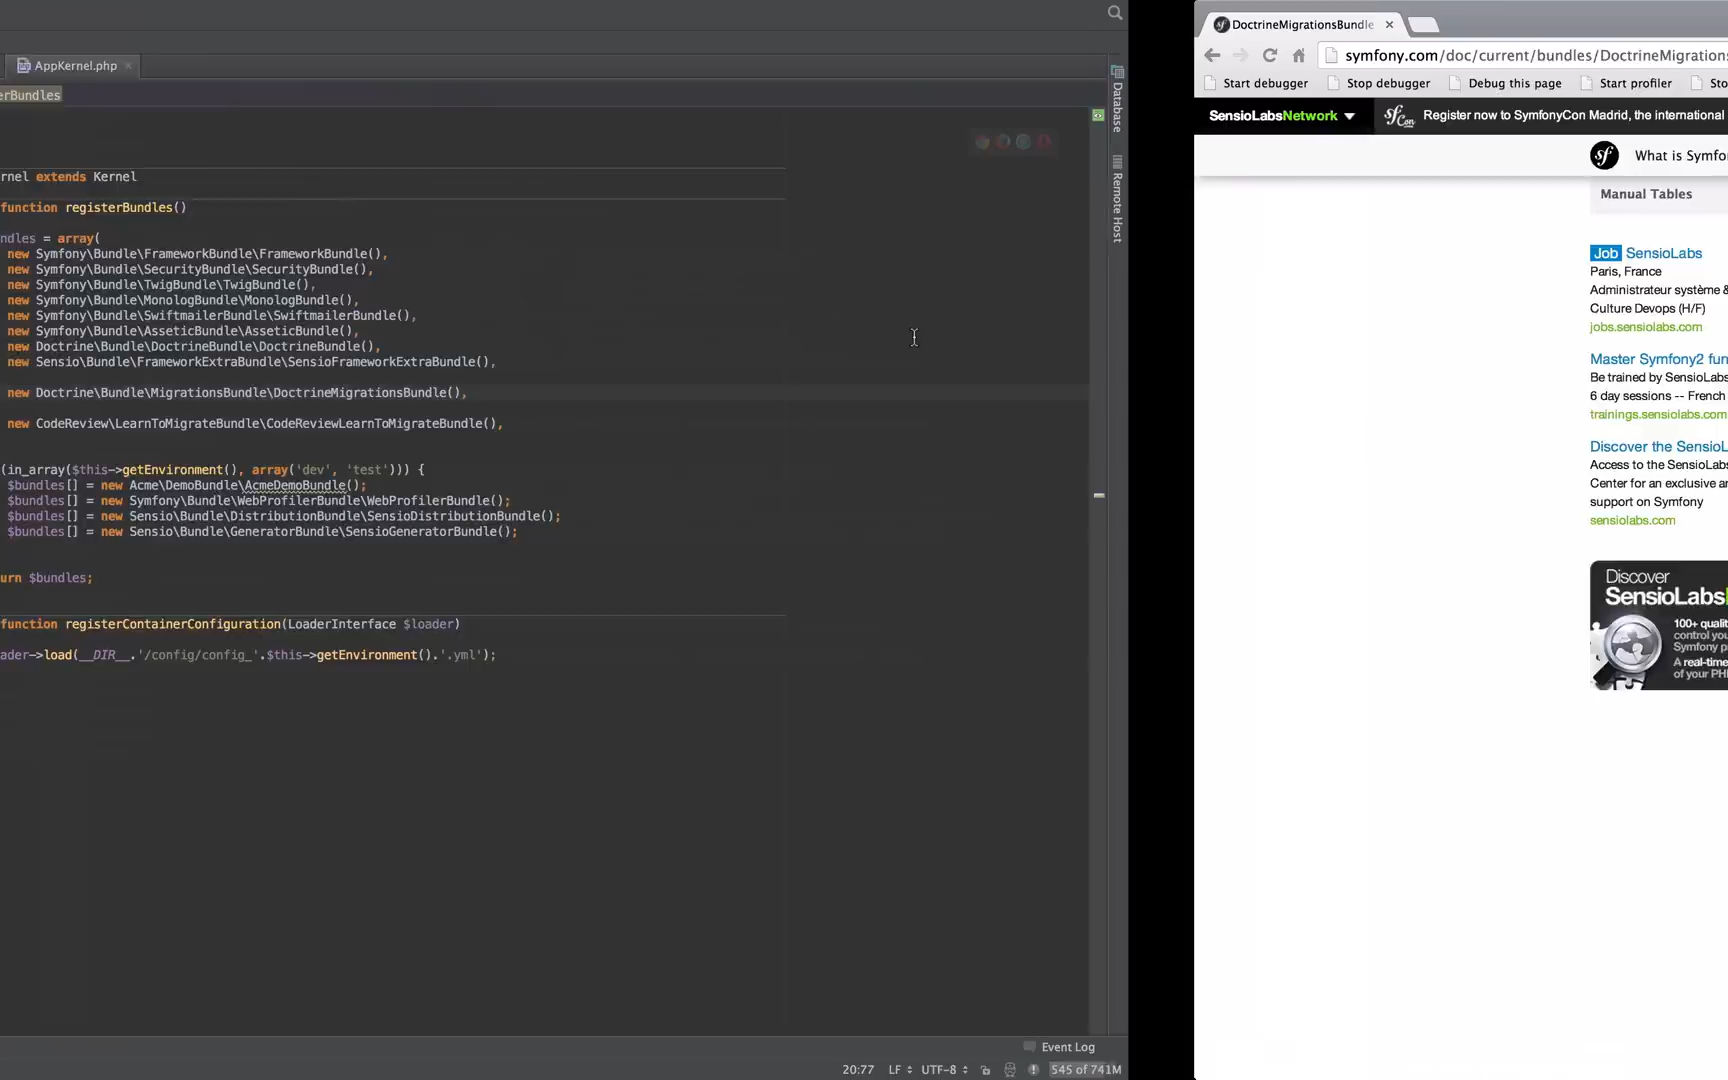 AppKernel.php
erBundles
rnel extends Kernel
function registerBundles()
ndles = array(
new Symfony\Bundle\FrameworkBundle\FrameworkBundle(),
new Symfony\Bundle\SecurityBundle\SecurityBundle(),
new Symfony\Bundle\TwigBundle\TwigBundle(),
new Symfony\Bundle\MonologBundle\MonologBundle(),
new Symfony\Bundle\SwiftmailerBundle\SwiftmailerBundle(),
new Symfony\Bundle\AsseticBundle\AsseticBundle(),
new Doctrine\Bundle\DoctrineBundle\DoctrineBundle(),
new Sensio\Bundle\FrameworkExtraBundle\SensioFrameworkExtraBundle(),
new Doctrine\Bundle\MigrationsBundle\DoctrineMigrationsBundle(),
new CodeReview\LearnToMigrateBundle\CodeReviewLearnToMigrateBundle(),
(in_array($this->getEnvironment(), array('dev', 'test'))) {
$bundles[] = new Acme\DemoBundle\AcmeDemoBundle();
$bundles[] = new Symfony\Bundle\WebProfilerBundle\WebProfilerBundle();
$bundles[] = new Sensio\Bundle\DistributionBundle\SensioDistributionBundle();
$bundles[] = new Sensio\Bundle\GeneratorBundle\SensioGeneratorBundle();
urn $bundles;
function registerContainerConfiguration(LoaderInterface $loader)
ader->load(__DIR__.'/config/config_'.$this->getEnvironment().'.yml');
Database
Remote Host
Event Log
20:77 LF UTF-8 545 of 741M
DoctrineMigrationsBundle
symfony.com/doc/current/bundles/DoctrineMigrations
Start debugger Stop debugger Debug this page Start profiler Sto
SensioLabsNetwork sf Con Register now to SymfonyCon Madrid, the international
sf What is Symfo
Manual Tables
Job SensioLabs
Paris, France
Administrateur système &
Culture Devops (H/F)
jobs.sensiolabs.com
Master Symfony2 fun
Be trained by SensioLabs
6 day sessions -- French
trainings.sensiolabs.com
Discover the SensioL
Access to the SensioLabs
Center for an exclusive an
support on Symfony
sensiolabs.com
Discover
SensioLabs
100+ qualit
control you
Symfony p
A real-time
of your PH